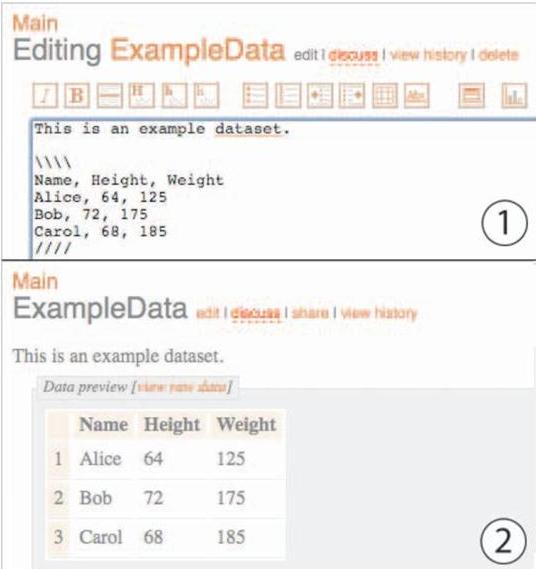 Main
Editing ExampleData edit | discuss | view history | delete
I B H h h Abc
This is an example dataset.
\\\\
Name, Height, Weight
Alice, 64, 125
Bob, 72, 175
Carol, 68, 185
////
1
Main
ExampleData edit | discuss | share | view history
This is an example dataset.
Data preview [view raw data]
Name Height Weight
1 Alice 64 125
2 Bob 72 175
3 Carol 68 185
2